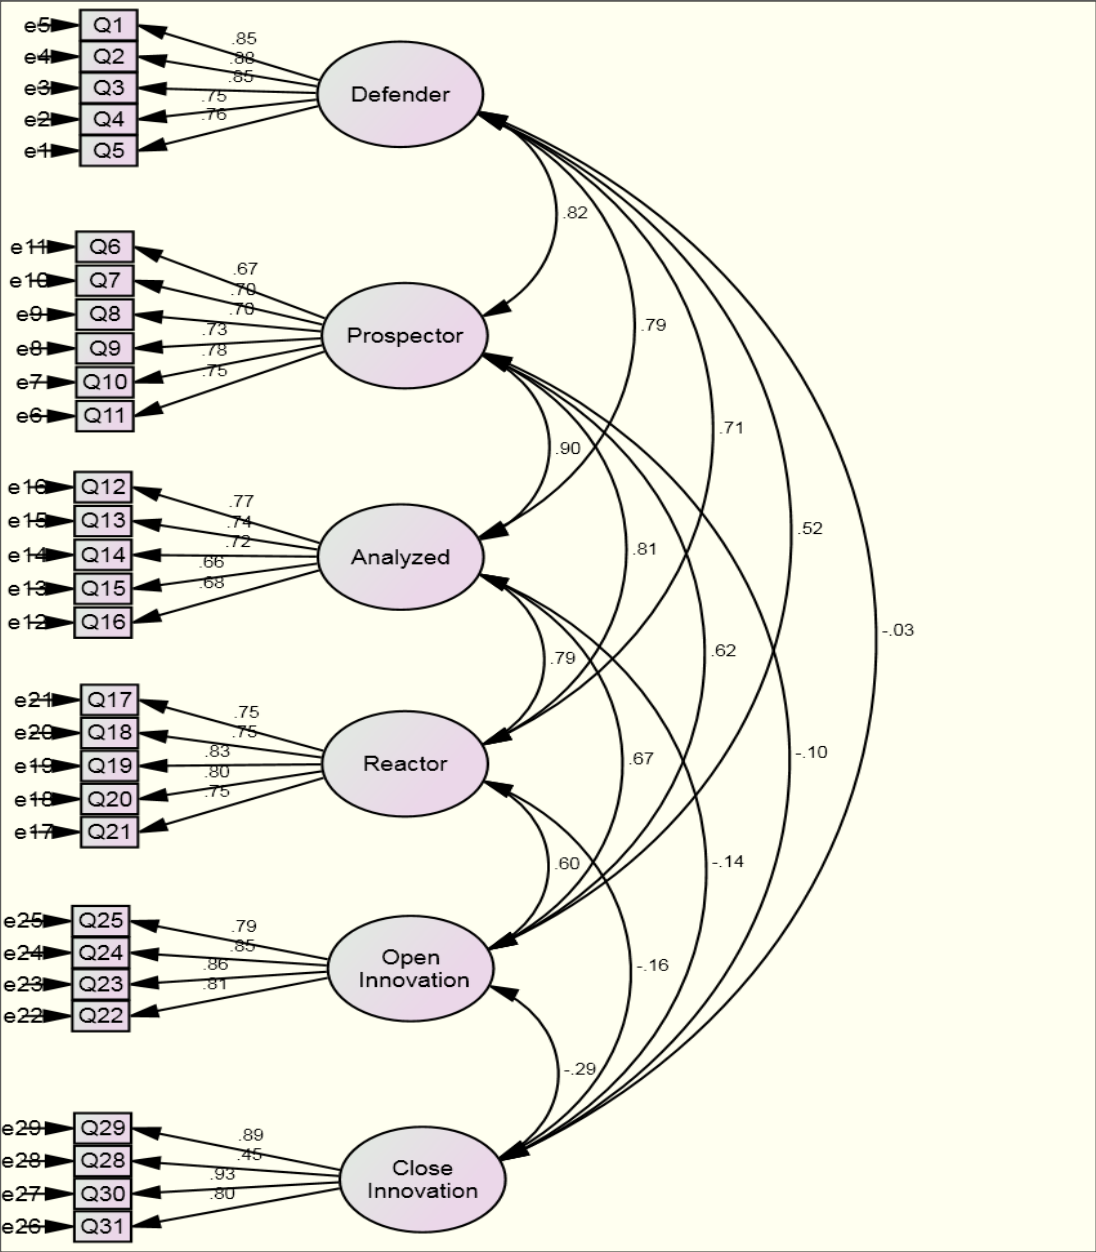 e5 Q1
.85
e4 Q2
.88
e3 Q3
.85
Defender
e2 Q4
.75
e1 Q5
.76
.82
e11 Q6
.67
e10 Q7
.70
e9 Q8
.70
Prospector
.79
e8 Q9
.73
e7 Q10
.78
e6 Q11
.75
.71
.90
e16 Q12
.77
e15 Q13
.74
.52
e14 Q14
.72
Analyzed
.81
e13 Q15
.66
e12 Q16
.68
-.03
.62
.79
e21 Q17
.75
e20 Q18
.75
-.10
e19 Q19
.83
Reactor
.67
e18 Q20
.80
e17 Q21
.75
.60
-.14
e25 Q25
.79
e24 Q24
.85
Open
Innovation
-.16
e23 Q23
.86
e22 Q22
.81
-.29
e29 Q29
.89
e28 Q28
.45
Close
Innovation
e27 Q30
.93
e26 Q31
.80